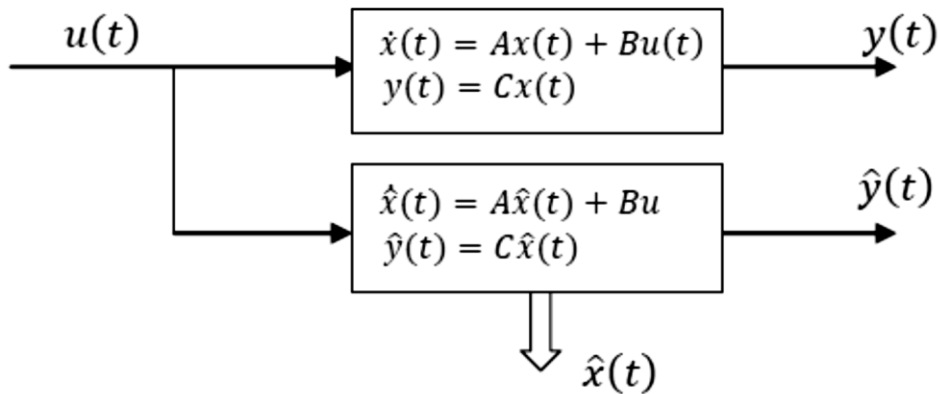 u(t)
ẋ(t) = Ax(t) + Bu(t)
y(t) = Cx(t)
y(t)
x̂̇(t) = Ax̂(t) + Bu
ŷ(t) = Cx̂(t)
ŷ(t)
x̂(t)